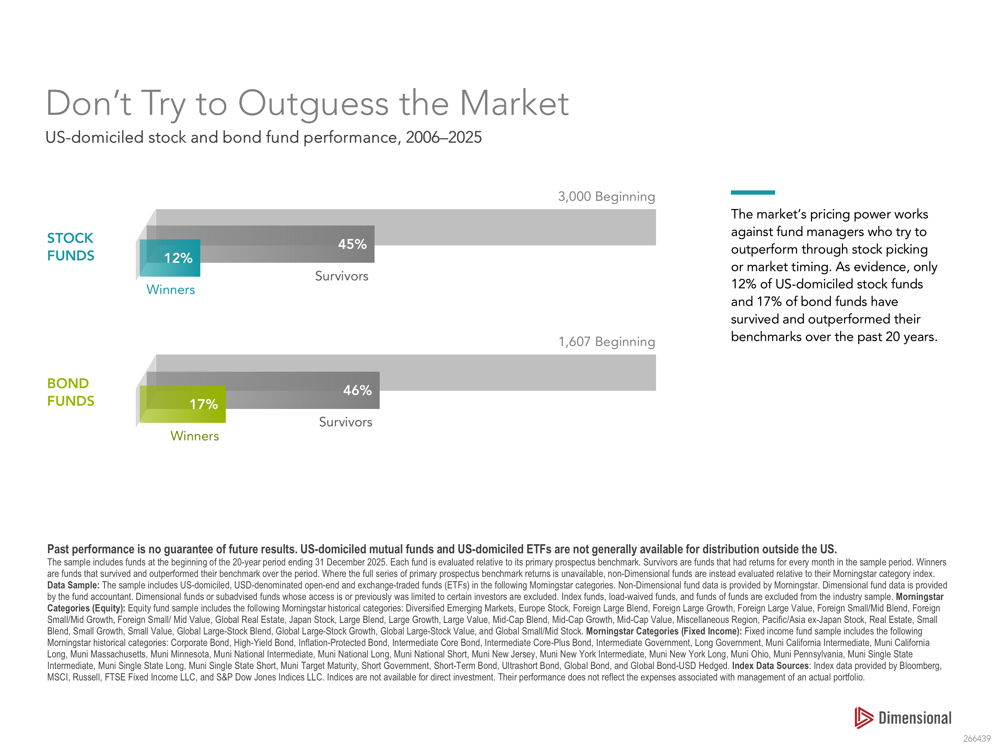 Don’t Try to Outguess the Market
US-domiciled stock and bond fund performance, 2006–2025
3,000 Beginning
STOCK
FUNDS
45%
12%
Survivors
Winners
1,607 Beginning
BOND
FUNDS
46%
17%
Survivors
Winners
The market’s pricing power works
against fund managers who try to
outperform through stock picking
or market timing. As evidence, only
12% of US-domiciled stock funds
and 17% of bond funds have
survived and outperformed their
benchmarks over the past 20 years.
Past performance is no guarantee of future results. US-domiciled mutual funds and US-domiciled ETFs are not generally available for distribution outside the US.
The sample includes funds at the beginning of the 20-year period ending 31 December 2025. Each fund is evaluated relative to its primary prospectus benchmark. Survivors are funds that had returns for every month in the sample period. Winners
are funds that survived and outperformed their benchmark over the period. Where the full series of primary prospectus benchmark returns is unavailable, non-Dimensional funds are instead evaluated relative to their Morningstar category index.
Data Sample: The sample includes US-domiciled, USD-denominated open-end and exchange-traded funds (ETFs) in the following Morningstar categories. Non-Dimensional fund data is provided by Morningstar. Dimensional fund data is provided
by the fund accountant. Dimensional funds or subadvised funds whose access is or previously was limited to certain investors are excluded. Index funds, load-waived funds, and funds of funds are excluded from the industry sample. Morningstar
Categories (Equity): Equity fund sample includes the following Morningstar historical categories: Diversified Emerging Markets, Europe Stock, Foreign Large Blend, Foreign Large Growth, Foreign Large Value, Foreign Small/Mid Blend, Foreign
Small/Mid Growth, Foreign Small/ Mid Value, Global Real Estate, Japan Stock, Large Blend, Large Growth, Large Value, Mid-Cap Blend, Mid-Cap Growth, Mid-Cap Value, Miscellaneous Region, Pacific/Asia ex-Japan Stock, Real Estate, Small
Blend, Small Growth, Small Value, Global Large-Stock Blend, Global Large-Stock Growth, Global Large-Stock Value, and Global Small/Mid Stock. Morningstar Categories (Fixed Income): Fixed income fund sample includes the following
Morningstar historical categories: Corporate Bond, High-Yield Bond, Inflation-Protected Bond, Intermediate Core Bond, Intermediate Core-Plus Bond, Intermediate Government, Long Government, Muni California Intermediate, Muni California
Long, Muni Massachusetts, Muni Minnesota, Muni National Intermediate, Muni National Long, Muni National Short, Muni New Jersey, Muni New York Intermediate, Muni New York Long, Muni Ohio, Muni Pennsylvania, Muni Single State
Intermediate, Muni Single State Long, Muni Single State Short, Muni Target Maturity, Short Government, Short-Term Bond, Ultrashort Bond, Global Bond, and Global Bond-USD Hedged. Index Data Sources: Index data provided by Bloomberg,
MSCI, Russell, FTSE Fixed Income LLC, and S&P Dow Jones Indices LLC. Indices are not available for direct investment. Their performance does not reflect the expenses associated with management of an actual portfolio.
Dimensional
266439